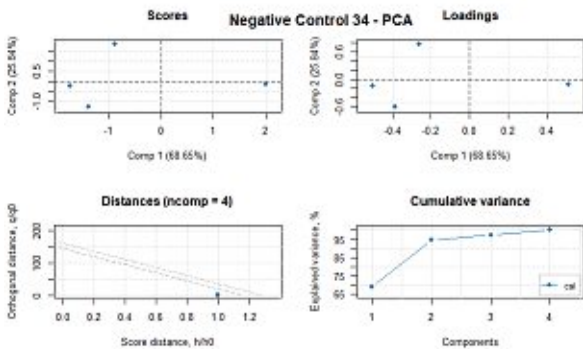 Negative Control 34 - PCA
Scores
Comp 2 (25.84%)
0.5
-1.0
-1
0
1
2
Comp 1 (68.65%)
Loadings
Comp 2 (25.84%)
0.6
0.0
-0.6
-0.4
-0.2
0.0
0.2
0.4
Comp 1 (68.65%)
Distances (ncomp = 4)
Orthogonal distance, q/q0
200
100
0
0.0
0.2
0.4
0.6
0.8
1.0
1.2
Score distance, h/h0
Cumulative variance
Explained variance, %
95
85
75
65
cal
1
2
3
4
Components